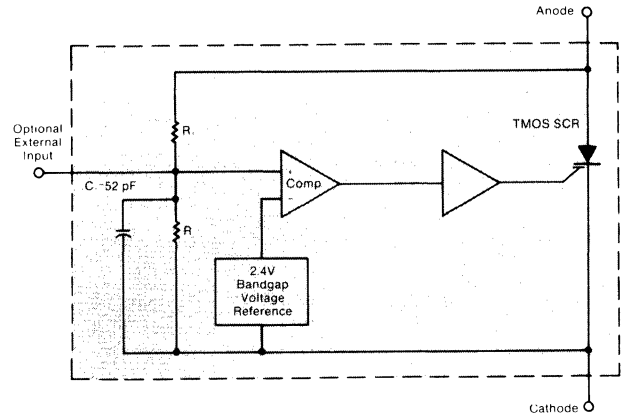 Anode
TMOS SCR
R
Optional
External
Input
C 52 pF
+
Comp
−
R
2.4V
Bandgap
Voltage
Reference
Cathode